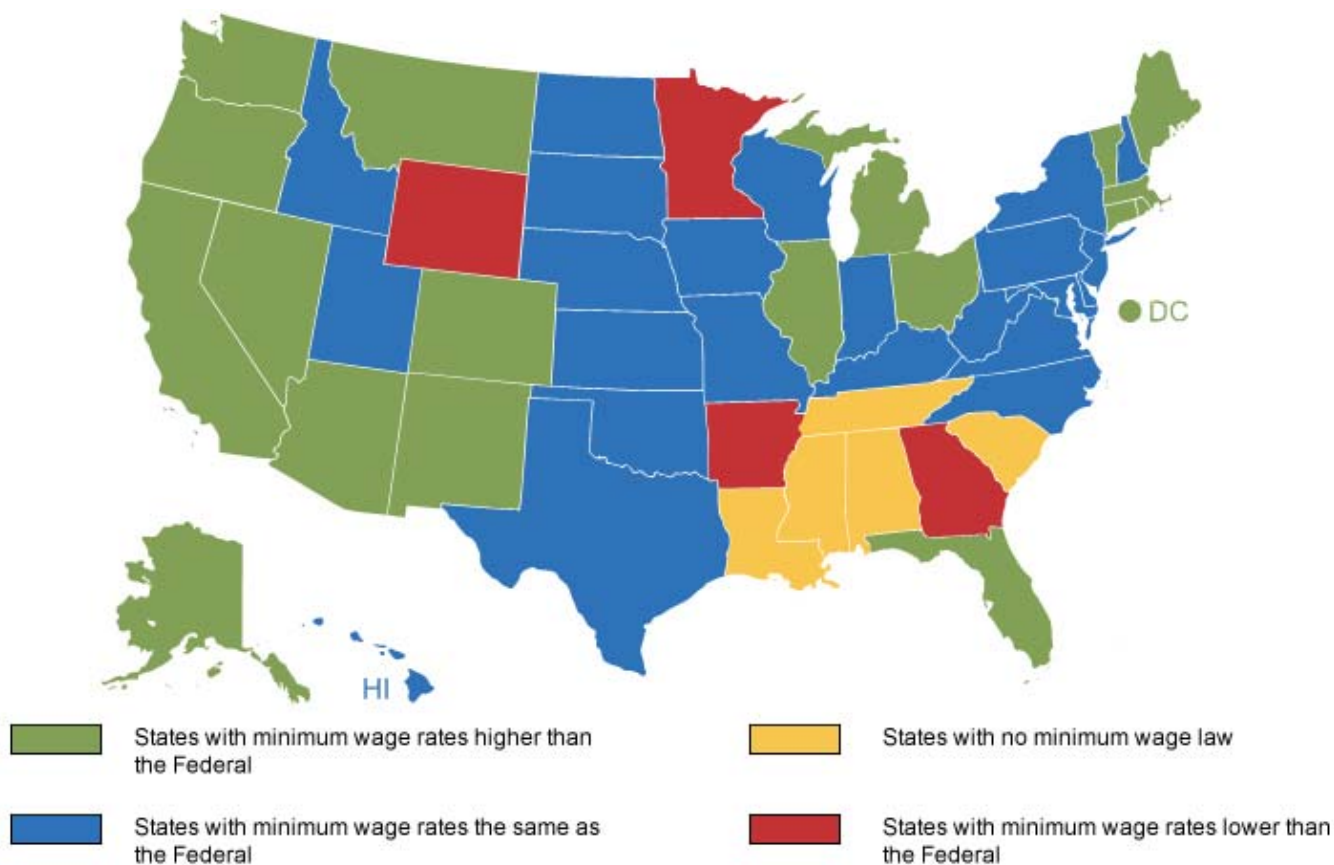 DC
HI
States with minimum wage rates higher than
the Federal
States with no minimum wage law
States with minimum wage rates the same as
the Federal
States with minimum wage rates lower than
the Federal